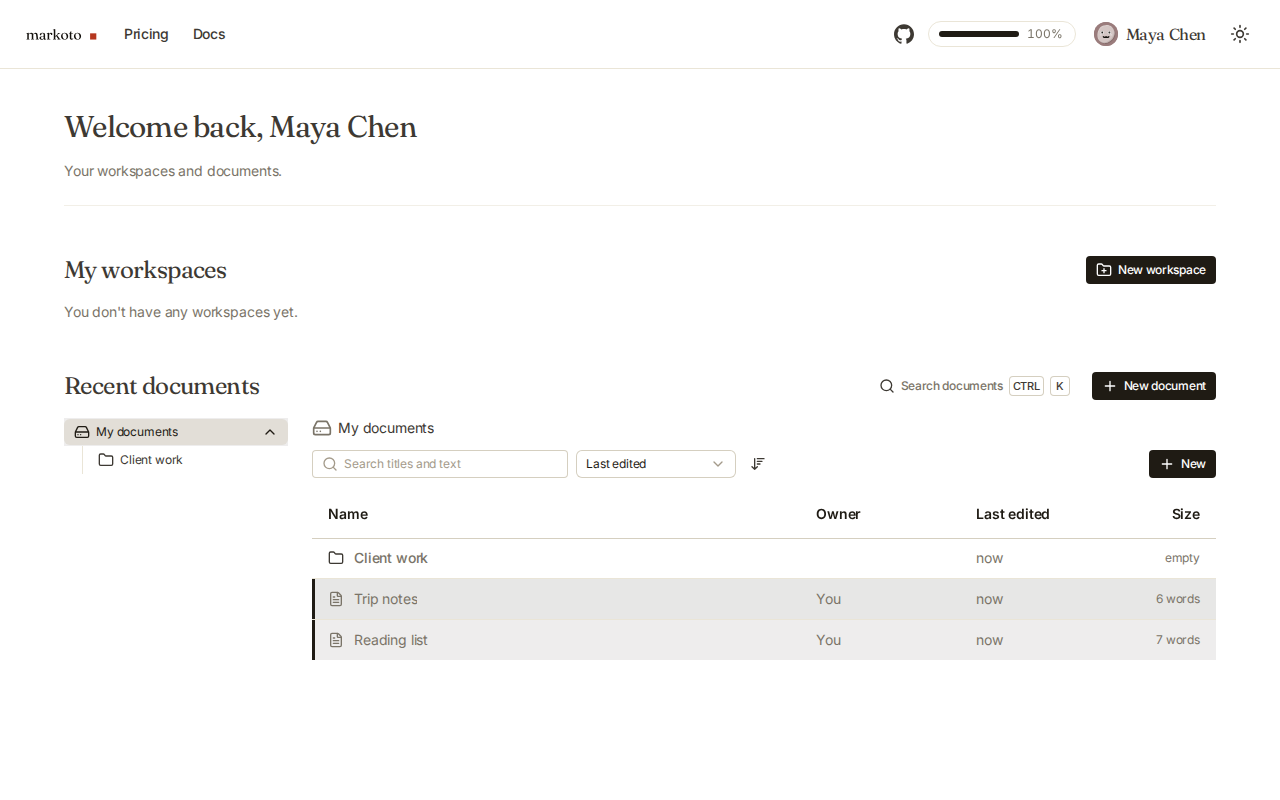 markoto Pricing Docs 100% Maya Chen
Welcome back, Maya Chen
Your workspaces and documents.
My workspaces New workspace
You don't have any workspaces yet.
Recent documents Search documents CTRL K New document
My documents
Client work
My documents
Search titles and text Last edited New
Name Owner Last edited Size
Client work now empty
Trip notes You now 6 words
Reading list You now 7 words